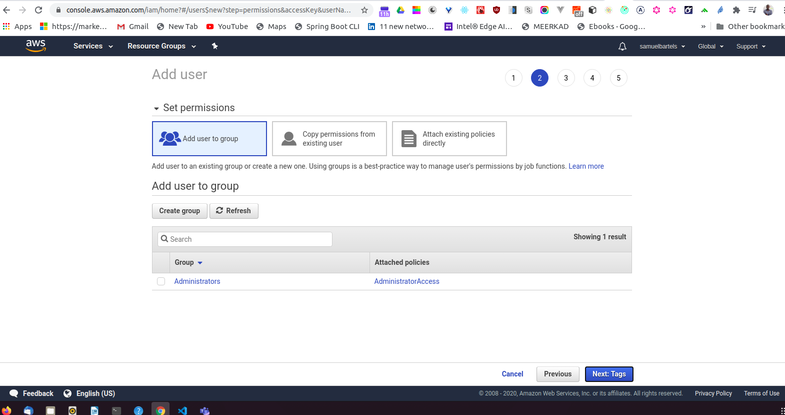 console.aws.amazon.com/iam/home?#/users$new?step=permissions&accessKey&userNa...
Apps https://marke... Gmail New Tab YouTube Maps Spring Boot CLI 11 new netwo... Intel® Edge AI... MEERKAD Ebooks - Goog... » Other bookmark
aws Services Resource Groups samuelbartels Global Support
Add user
1 2 3 4 5
Set permissions
Add user to group
Copy permissions from existing user
Attach existing policies directly
Add user to an existing group or create a new one. Using groups is a best-practice way to manage user's permissions by job functions. Learn more
Add user to group
Create group Refresh
Search Showing 1 result
Group Attached policies
Administrators AdministratorAccess
Cancel Previous Next: Tags
Feedback English (US) © 2008 - 2020, Amazon Web Services, Inc. or its affiliates. All rights reserved. Privacy Policy Terms of Use